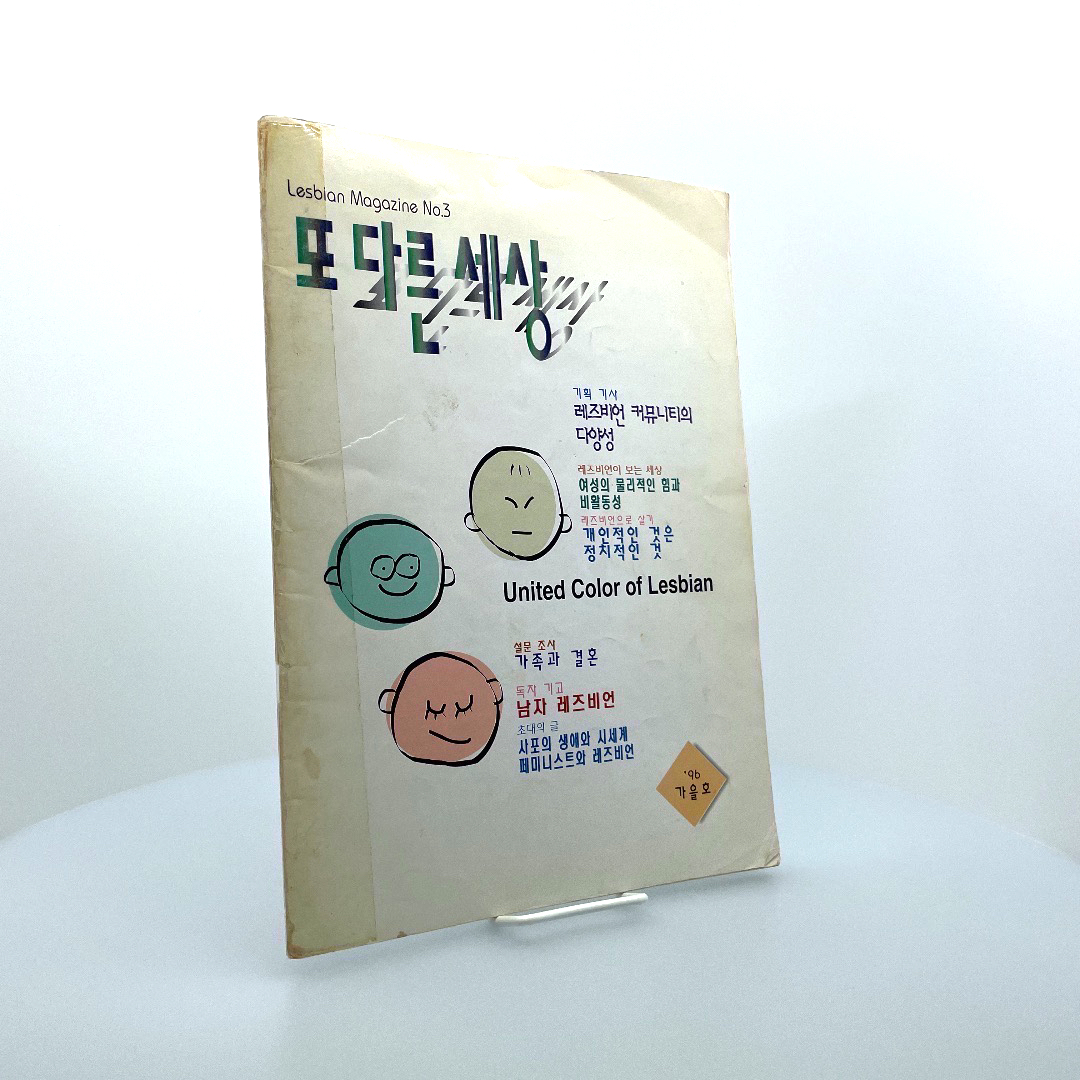 Lesbian Magazine No.3
또 다른 세상
기획 기사
레즈비언 커뮤니티의
다양성
레즈비언이 보는 세상
여성의 물리적인 힘과
비활동성
레즈비언으로 살기
개인적인 것은
정치적인 것
United Color of Lesbian
설문 조사
가족과 결혼
독자 기고
남자 레즈비언
초대의 글
사포의 생애와 시세계
페미니스트와 레즈비언
'96
가을호